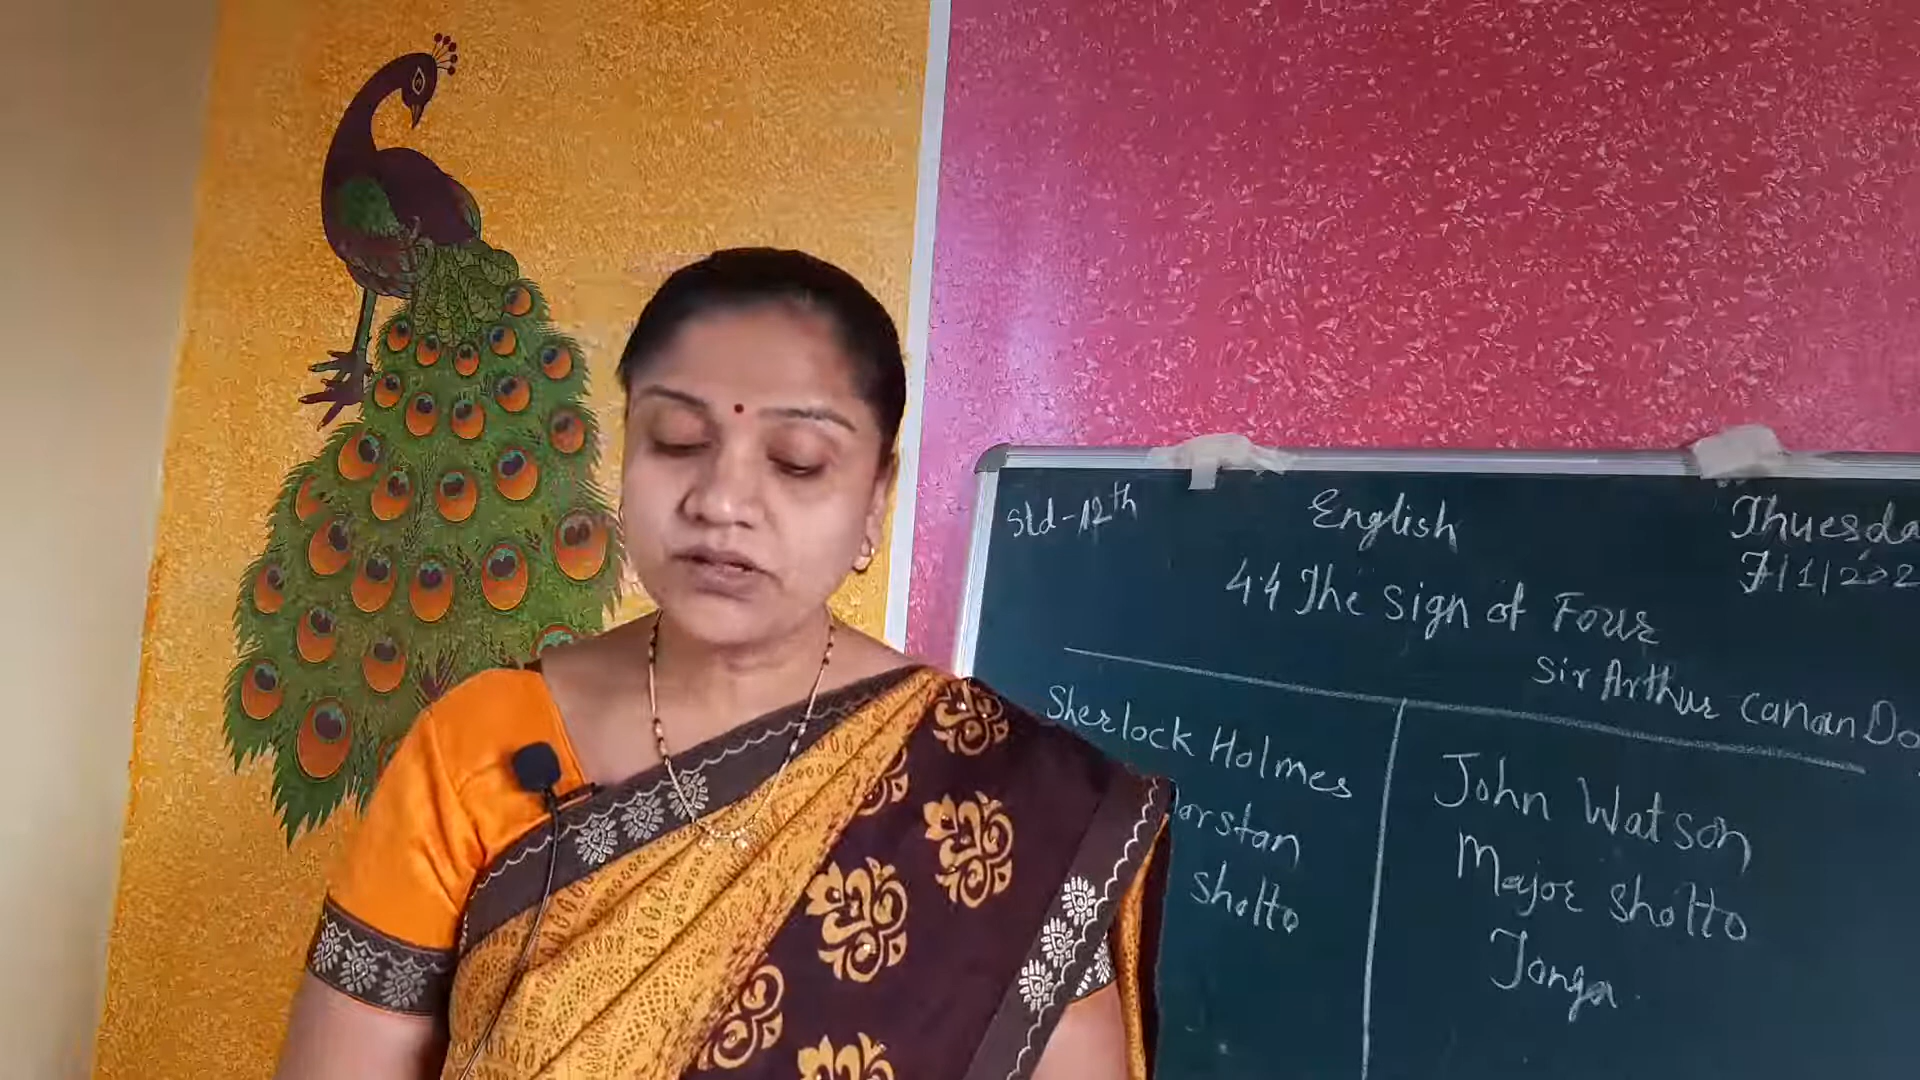 Std-12th English Thuesda
7/1/202
4.4 The Sign of Four
Sir Arthur Canan Do
Sherlock Holmes John Watson
orstan Major Sholto
Sholto Tonga